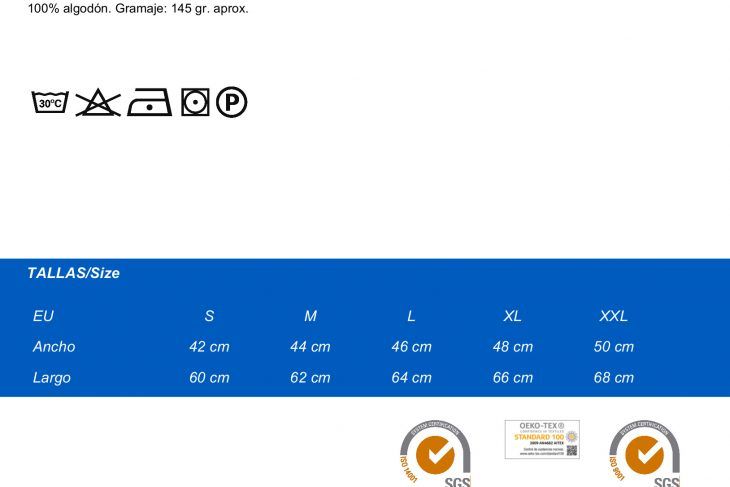 100% algodón. Gramaje: 145 gr. aprox.
30ºC P
TALLAS/Size
EU S M L XL XXL
Ancho 42 cm 44 cm 46 cm 48 cm 50 cm
Largo 60 cm 62 cm 64 cm 66 cm 68 cm
SYSTEM CERTIFICATION
ISO 14001
SGS
OEKO-TEX®
STANDARD 100
SYSTEM CERTIFICATION
ISO 9001
SGS